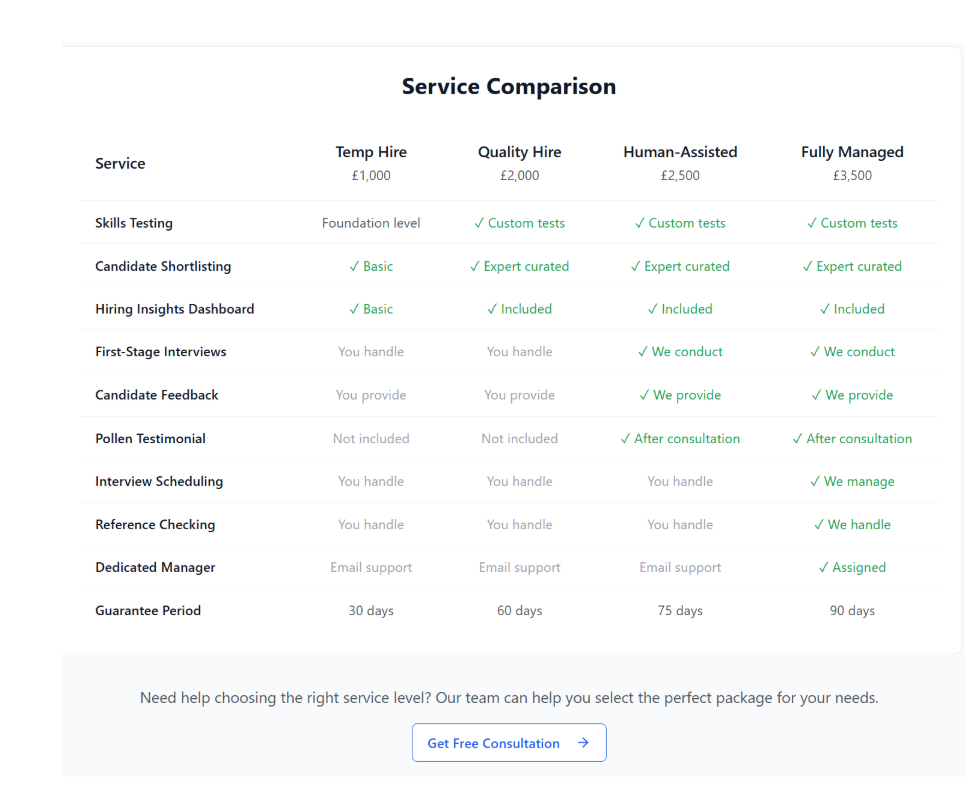 Service Comparison
Service Temp Hire Quality Hire Human-Assisted Fully Managed
£1,000 £2,000 £2,500 £3,500
Skills Testing Foundation level ✓ Custom tests ✓ Custom tests ✓ Custom tests
Candidate Shortlisting ✓ Basic ✓ Expert curated ✓ Expert curated ✓ Expert curated
Hiring Insights Dashboard ✓ Basic ✓ Included ✓ Included ✓ Included
First-Stage Interviews You handle You handle ✓ We conduct ✓ We conduct
Candidate Feedback You provide You provide ✓ We provide ✓ We provide
Pollen Testimonial Not included Not included ✓ After consultation ✓ After consultation
Interview Scheduling You handle You handle You handle ✓ We manage
Reference Checking You handle You handle You handle ✓ We handle
Dedicated Manager Email support Email support Email support ✓ Assigned
Guarantee Period 30 days 60 days 75 days 90 days
Need help choosing the right service level? Our team can help you select the perfect package for your needs.
Get Free Consultation →